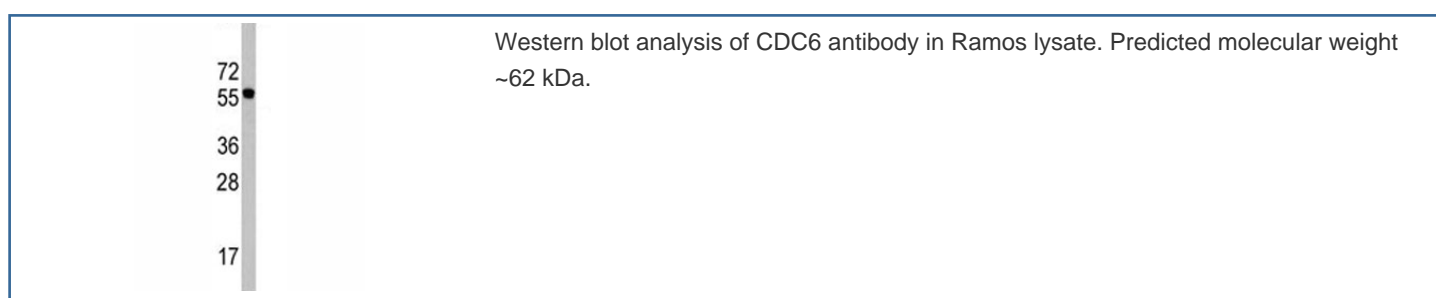 Western blot analysis of CDC6 antibody in Ramos lysate. Predicted molecular weight
~62 kDa.
72
55
36
28
17